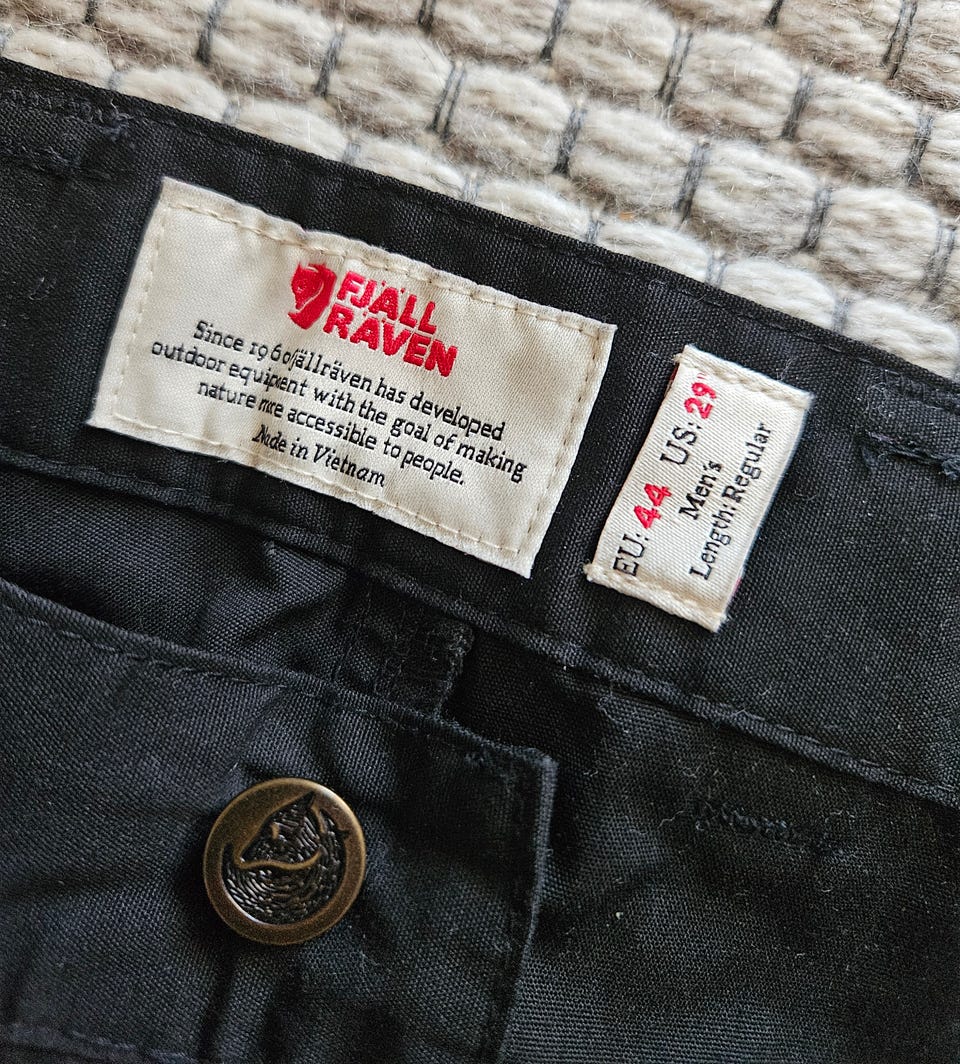 FJÄLL
RÄVEN
Since 1960 Fjällräven has developed
outdoor equipment with the goal of making
nature more accessible to people.
Made in Vietnam
EU: 44 US: 29"
Men's
Length: Regular